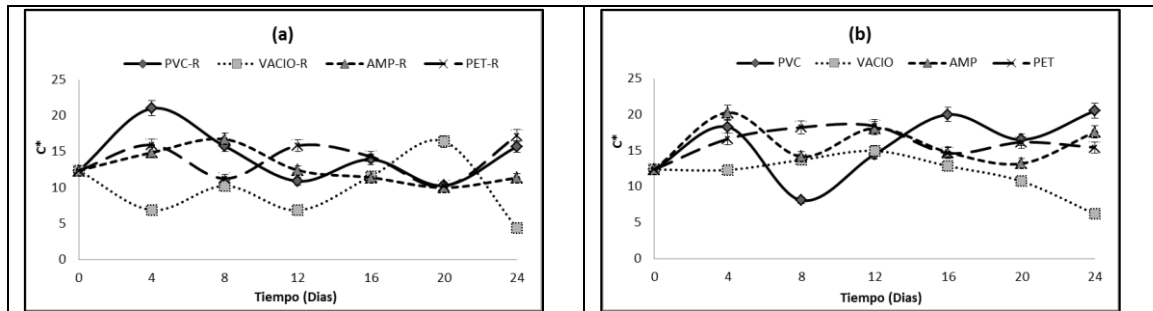 (a)
PVC-R VACIO-R AMP-R PET-R
25
20
15
10
5
0
C*
0 4 8 12 16 20 24
Tiempo (Dias)
(b)
PVC VACIO AMP PET
25
20
15
10
5
0
C*
0 4 8 12 16 20 24
Tiempo (Dias)